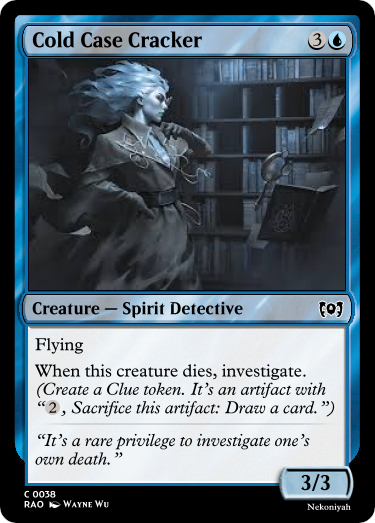 Cold Case Cracker 3
Creature — Spirit Detective
Flying
When this creature dies, investigate.
(Create a Clue token. It's an artifact with
“2, Sacrifice this artifact: Draw a card.”)
“It's a rare privilege to investigate one's
own death.”
3/3
C 0038
RAO Wayne Wu
Nekoniyah